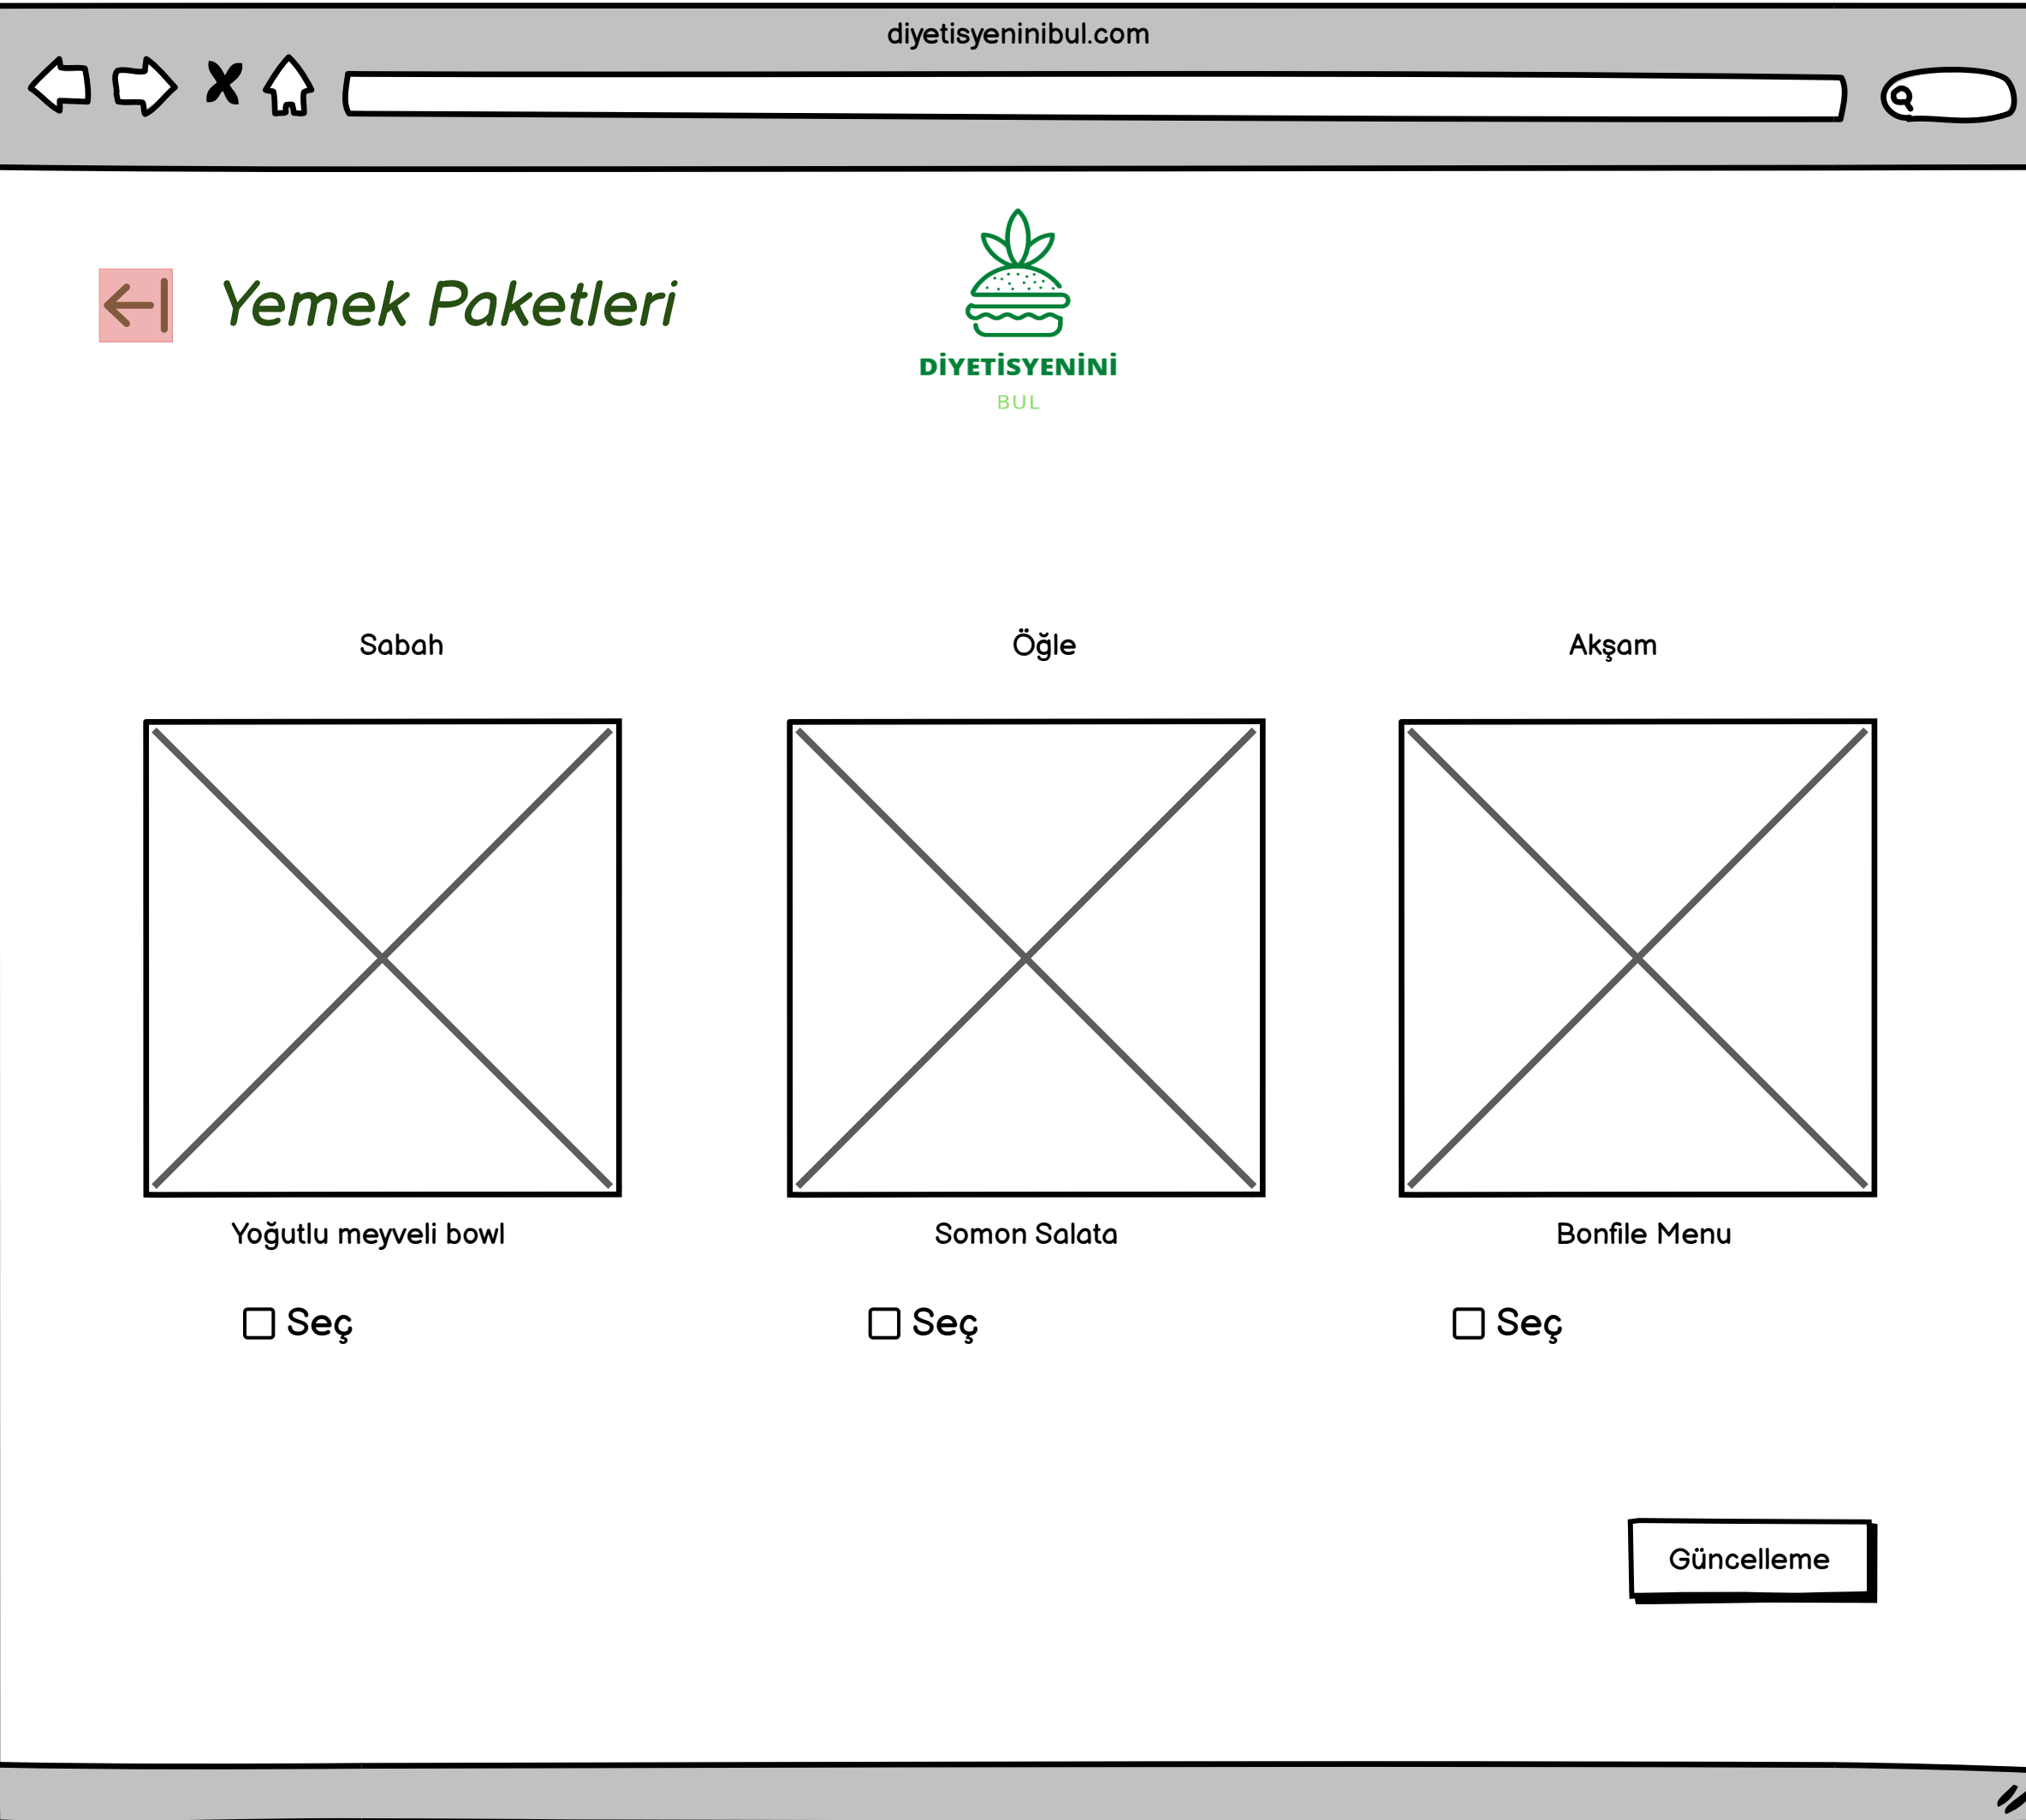 diyetisyeninibul.com
Yemek Paketleri
DİYETİSYENİNİ
BUL
Sabah
Öğle
Akşam
Yoğutlu meyveli bowl
Somon Salata
Bonfile Menu
Seç
Seç
Seç
Güncelleme